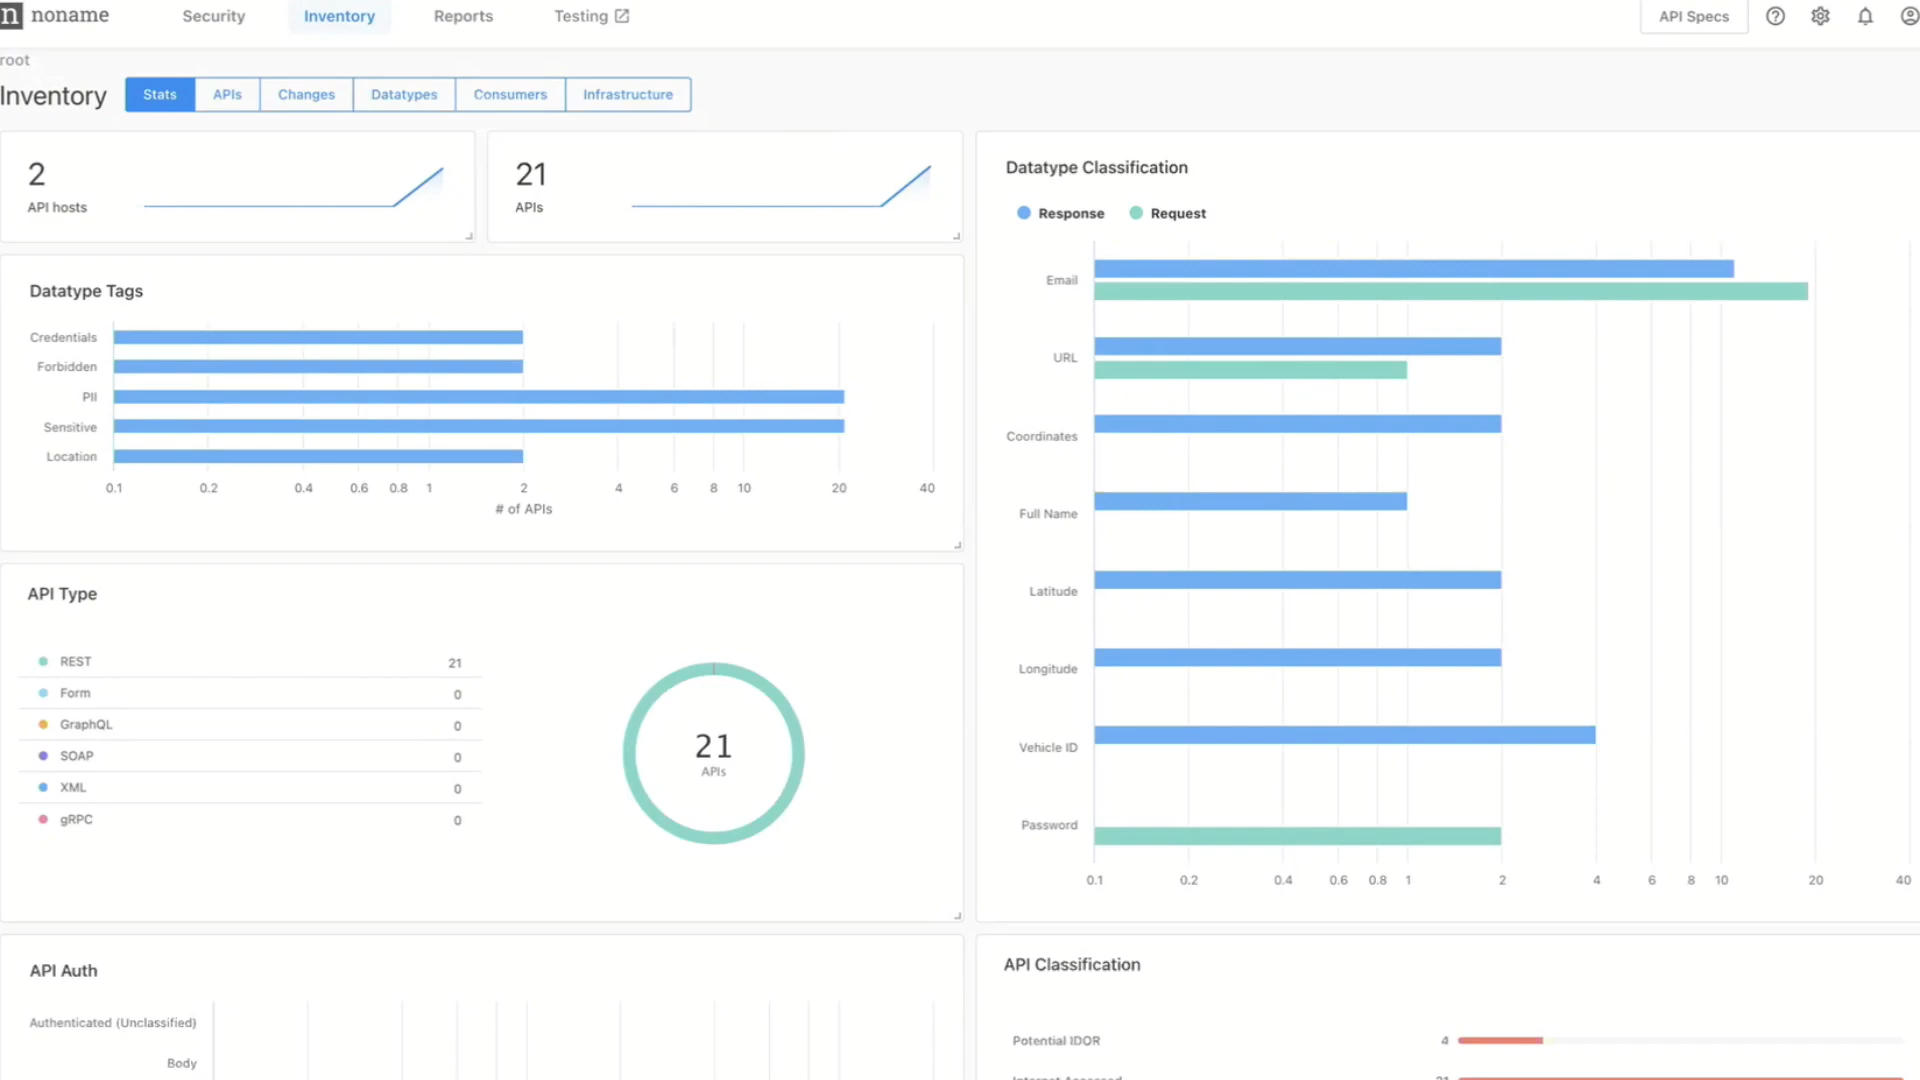 n noname
Security
Inventory
Reports
Testing
API Specs
root
Inventory
Stats
APIs
Changes
Datatypes
Consumers
Infrastructure
2
API hosts
21
APIs
Datatype Tags
Credentials
Forbidden
PII
Sensitive
Location
0.1 0.2 0.4 0.6 0.8 1 2 4 6 8 10 20 40
# of APIs
API Type
REST 21
Form 0
GraphQL 0
SOAP 0
XML 0
gRPC 0
21
APIs
Datatype Classification
Response Request
Email
URL
Coordinates
Full Name
Latitude
Longitude
Vehicle ID
Password
0.1 0.2 0.4 0.6 0.8 1 2 4 6 8 10 20 40
API Auth
Authenticated (Unclassified)
Body
API Classification
Potential IDOR 4